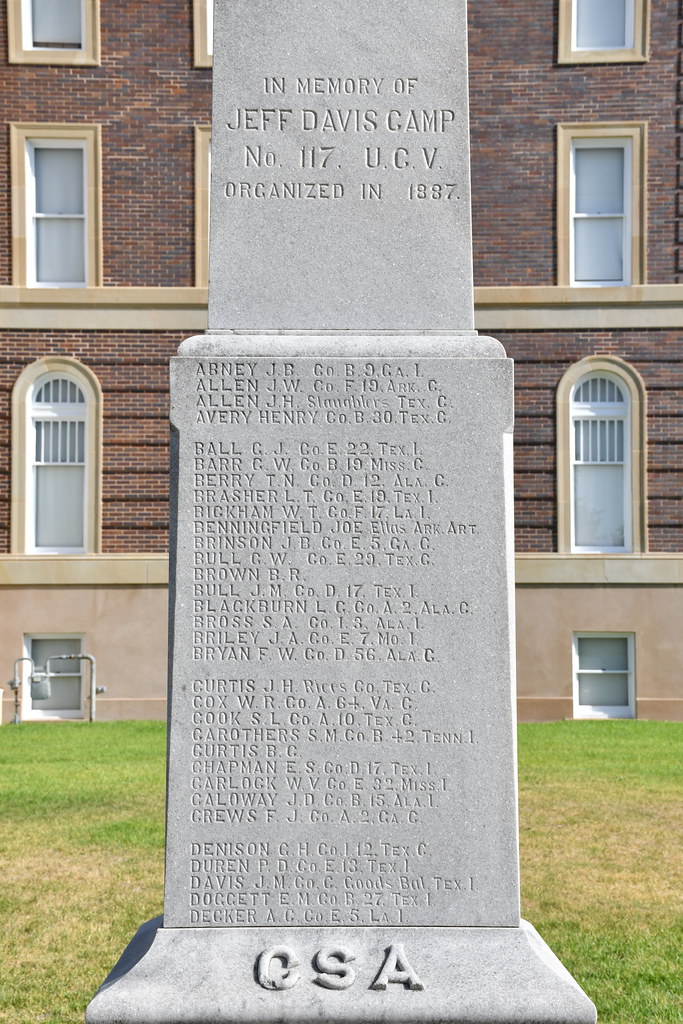 IN MEMORY OF
JEFF DAVIS CAMP
No. 117. U.C.V.
ORGANIZED IN 1887.
ABNEY J.B. Co. B. 9, GA. I.
ALLEN J.W. Co. F. 19, ARK. C.
ALLEN J.H. Slaughters TEX. C.
AVERY HENRY Co. B. 30, TEX. C.
BALL C. J. Co. E. 22, TEX. I.
BARR C. W. Co. B. 19, MISS. C.
BERRY T. N. Co. D. 12, ALA. C.
BRASHER L. T. Co. E. 19, TEX. I.
BICKHAM W. T. Co. F. 17, LA. I.
BENNINGFIELD JOE Ellas ARK. ART.
BRINSON J. B. Co. E. 5, GA. C.
BULL G. W. Co. E. 29, TEX. C.
BROWN B. R.
BULL J. M. Co. D. 17, TEX. I.
BLACKBURN L. G. Co. A. 2, ALA. C.
BROSS S. A. Co. I. 3, ALA. I.
BRILEY J. A. Co. E. 7, MO. I.
BRYAN F. W. Co. D. 56, ALA. C.
CURTIS J. H. Rices Co. TEX. C.
COX W. R. Co. A. 64, VA. C.
COOK S. L. Co. A. 10, TEX. C.
CAROTHERS S. M. Co. B. 42, TENN. I.
CURTIS B. C.
CHAPMAN E. S. Co. D. 17, TEX. I.
CARLOCK W. V. Co. E. 32, MISS. I.
CALOWAY J. D. Co. B. 15, ALA. I.
CREWS F. J. Co. A. 2, GA. C.
DENISON C. H. Co. I. 12, TEX. C.
DUREN P. D. Co. E. 13, TEX. I.
DAVIS J. M. Co. C. Goods Bat. TEX. I.
DOGGETT E. M. Co. B. 27, TEX. I.
DECKER A. C. Co. E. 5, LA. I.
CSA